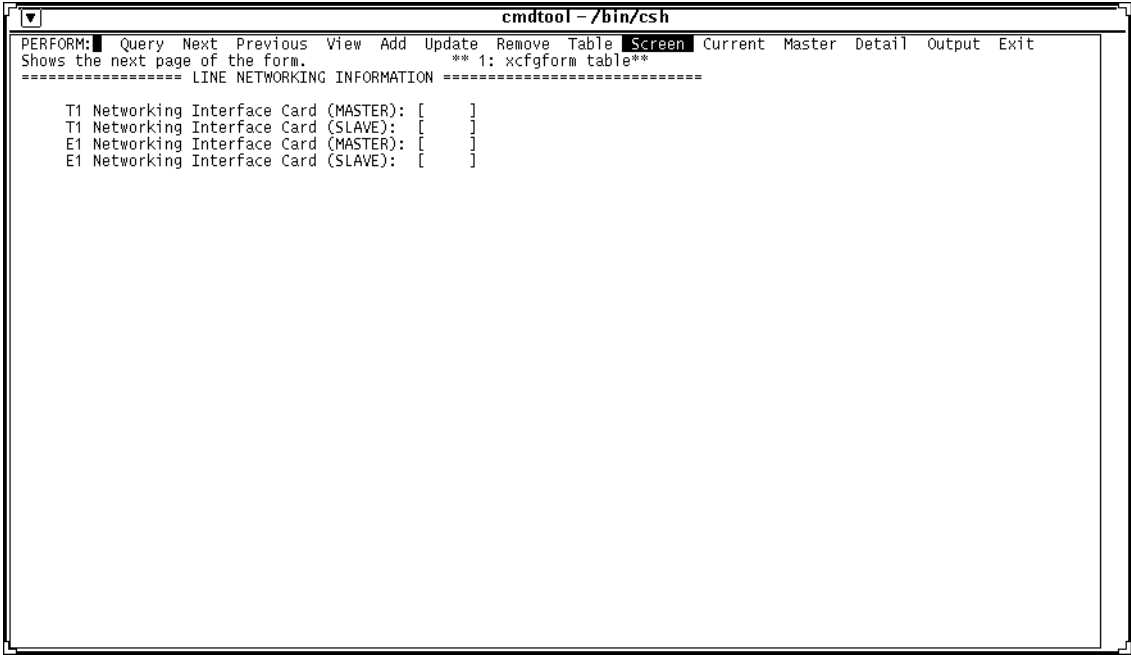 cmdtool – /bin/csh
PERFORM: Query Next Previous View Add Update Remove Table Screen Current Master Detail Output Exit
Shows the next page of the form. ** 1: xcfgform table**
================== LINE NETWORKING INFORMATION =============================
T1 Networking Interface Card (MASTER): [ ]
T1 Networking Interface Card (SLAVE): [ ]
E1 Networking Interface Card (MASTER): [ ]
E1 Networking Interface Card (SLAVE): [ ]